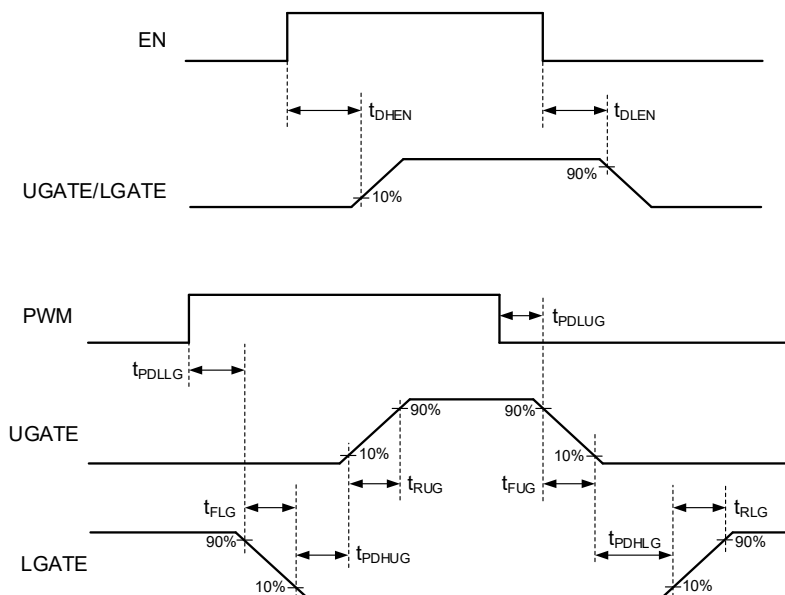 EN
tDHEN
tDLEN
UGATE/LGATE
10%
90%
PWM
tPDLUG
tPDLLG
90%
90%
UGATE
10%
10%
tRUG
tFUG
tFLG
tRLG
90%
tPDHUG
tPDHLG
90%
LGATE
10%
10%